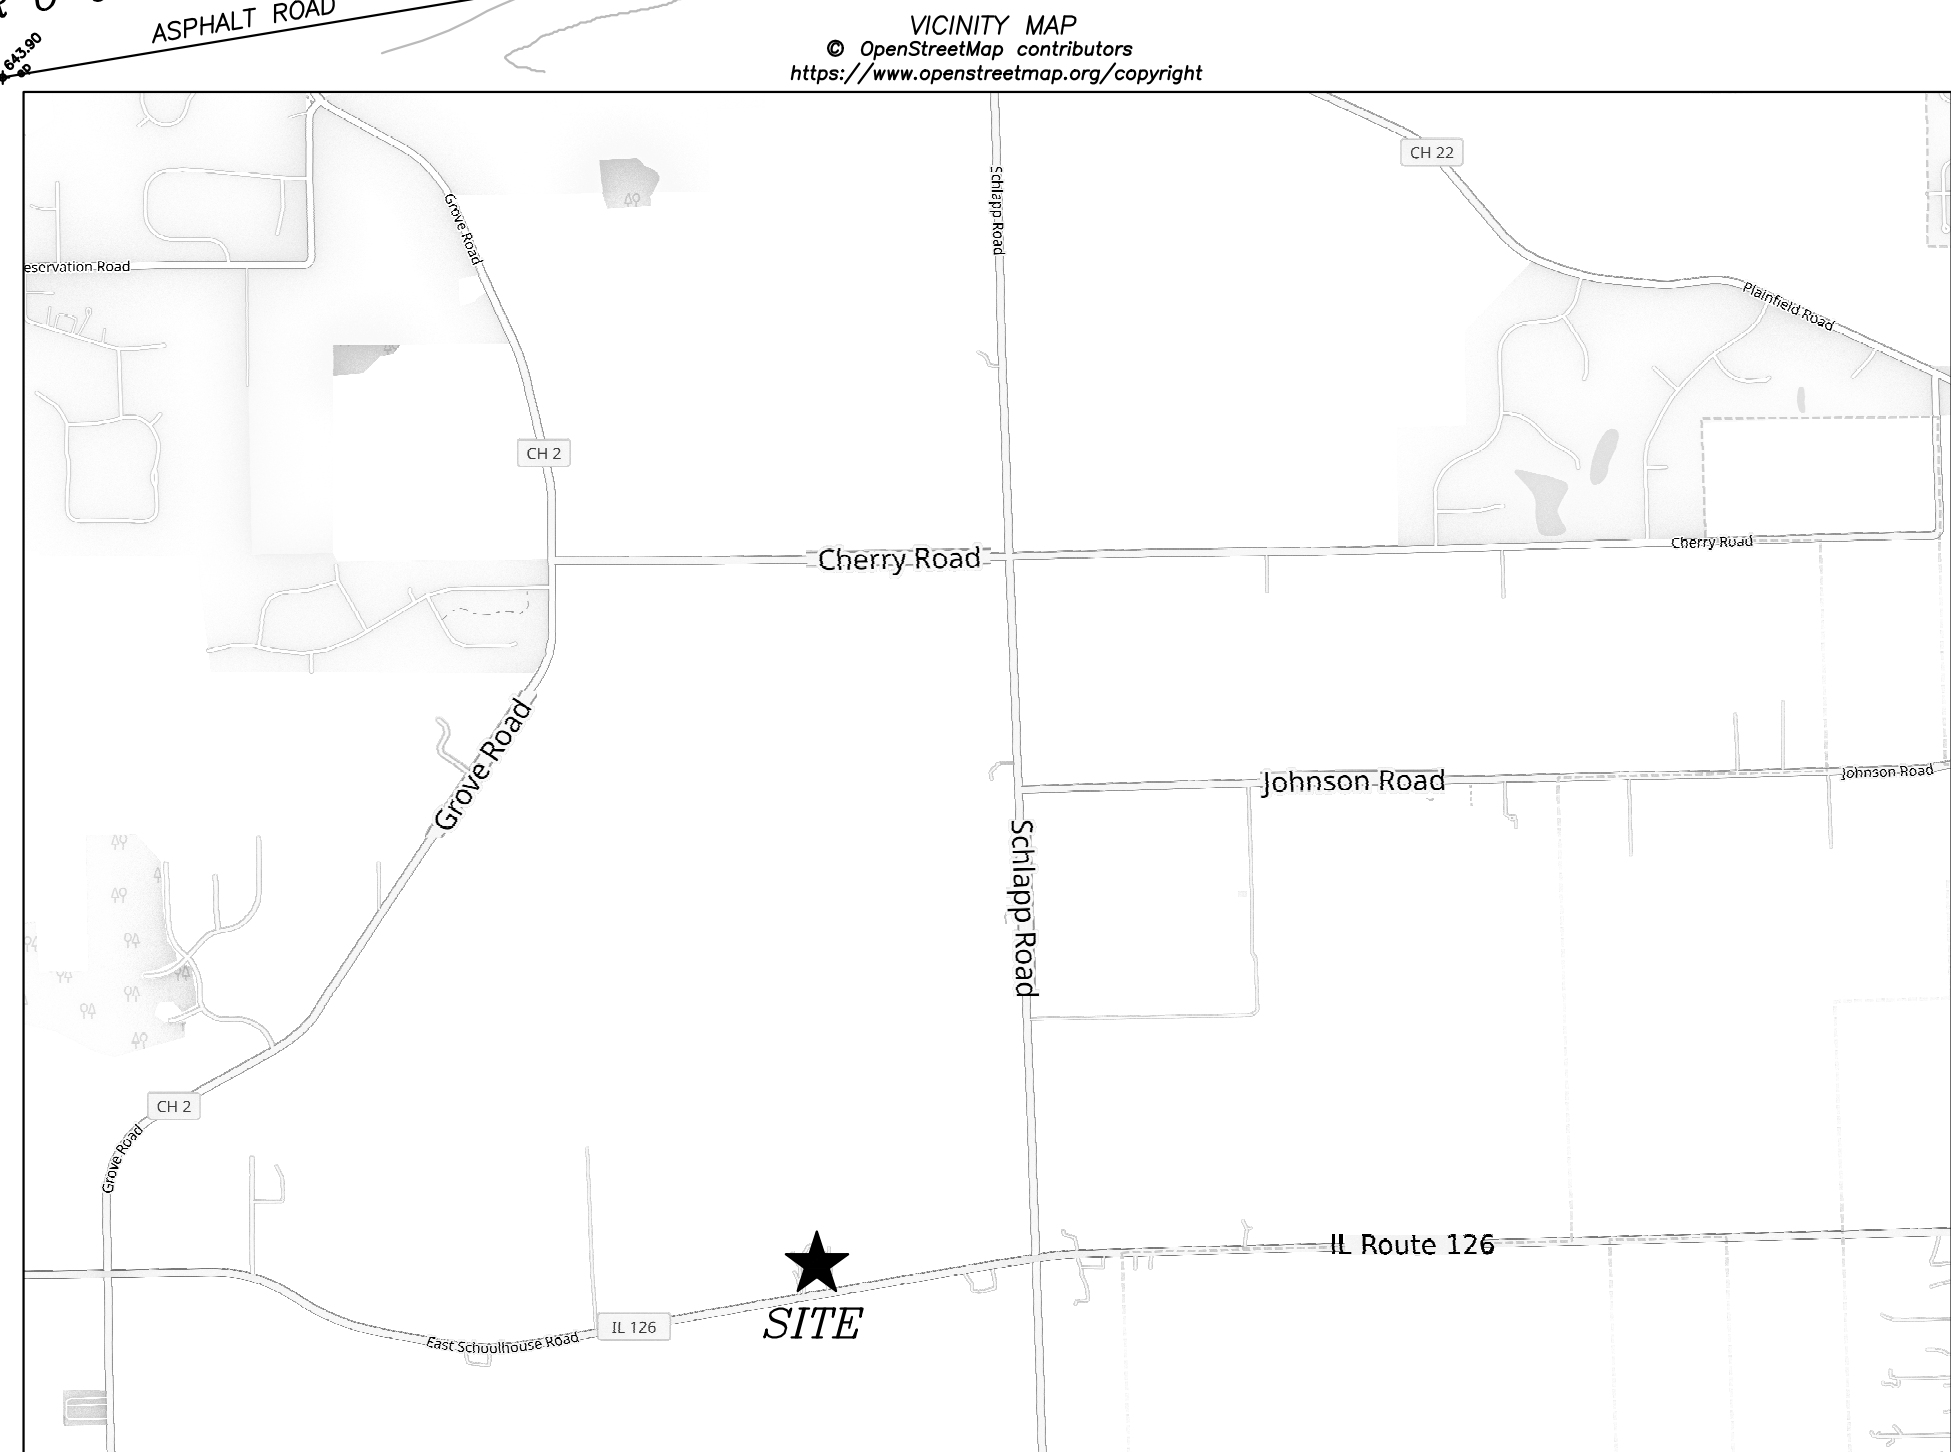 ASPHALT ROAD
643.90
VICINITY MAP
© OpenStreetMap contributors
https://www.openstreetmap.org/copyright
CH 22
Schlapp Road
Grove Road
eservation Road
Plainfield Road
CH 2
Cherry Road
Cherry Road
Grove Road
Johnson Road
Johnson Road
Schlapp Road
CH 2
Grove Road
IL Route 126
SITE
IL 126
East Schoolhouse Road